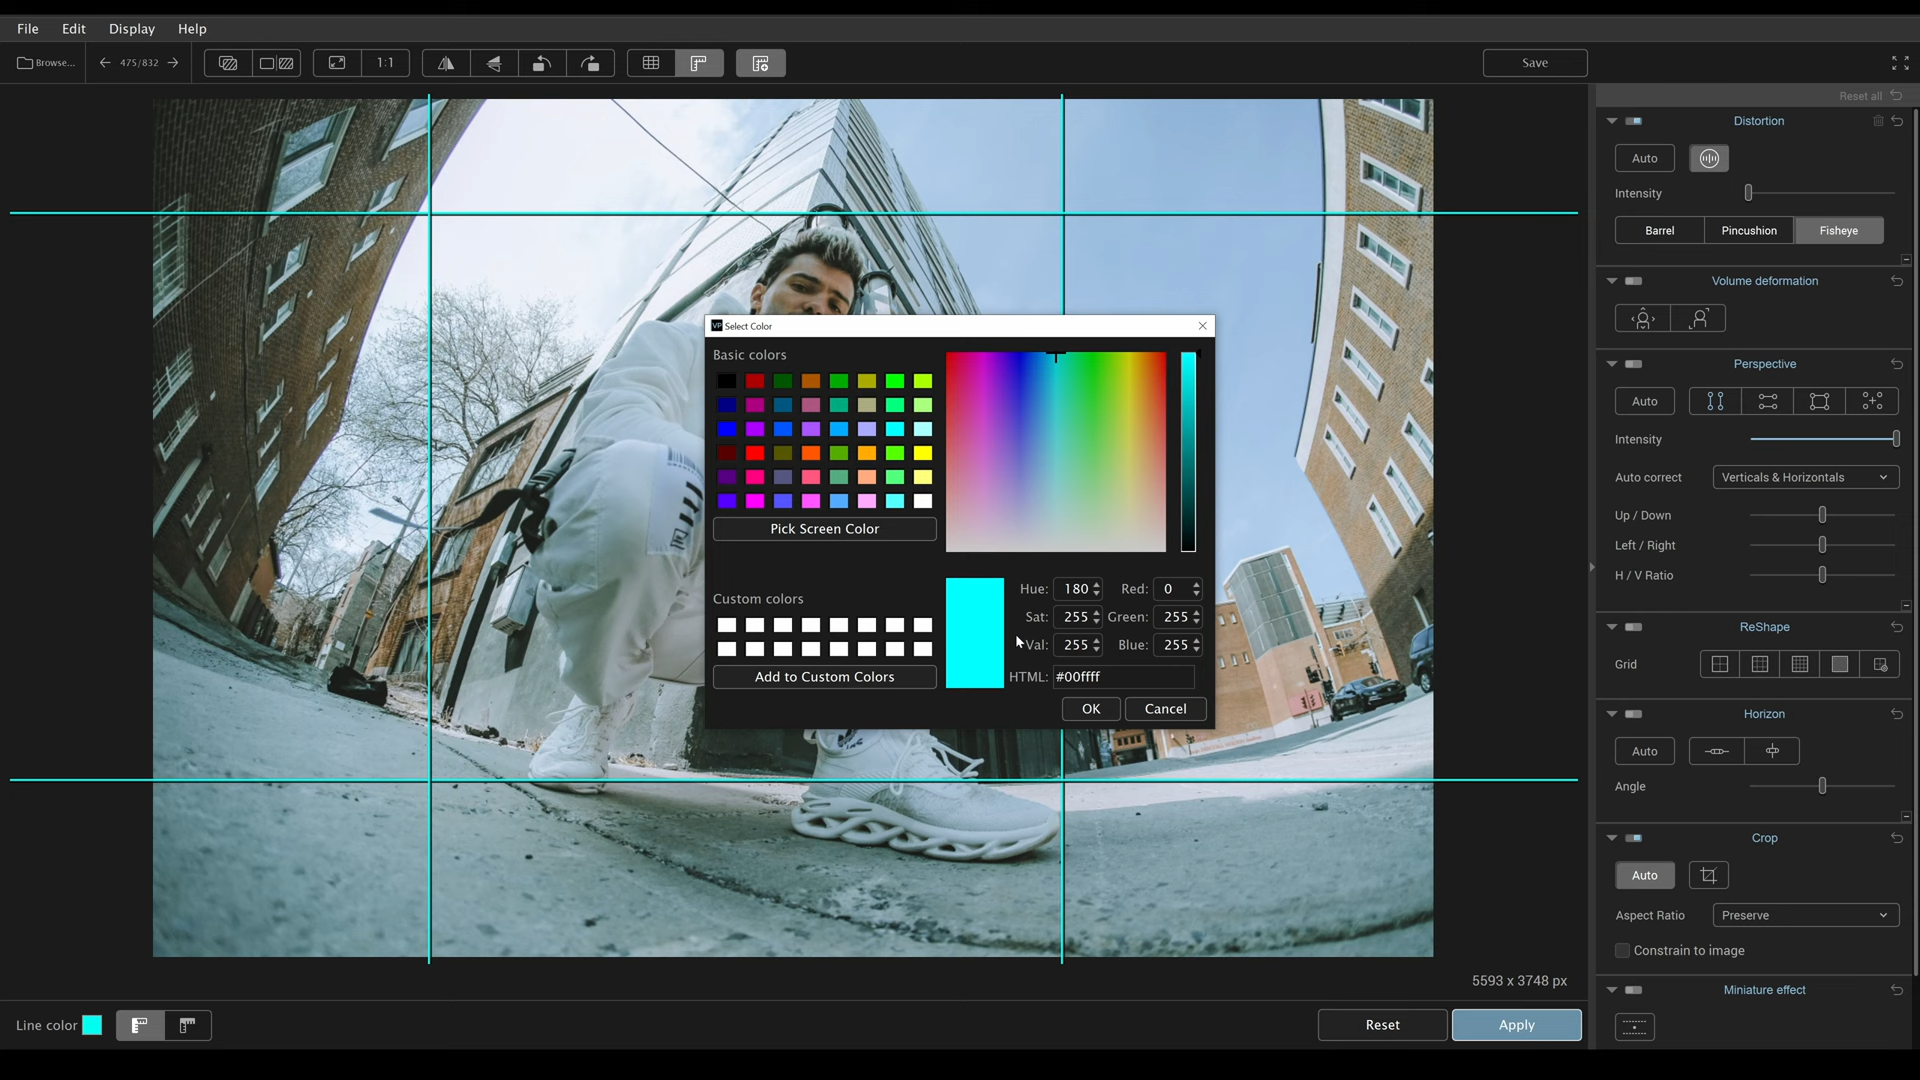 File Edit Display Help
Browse... 475/832 1:1 Save
Reset all
Distortion
Auto
Intensity
Barrel Pincushion Fisheye
Volume deformation
Perspective
Auto
Intensity
Auto correct Verticals & Horizontals
Up / Down
Left / Right
H / V Ratio
ReShape
Grid
Horizon
Auto
Angle
Crop
Auto
Aspect Ratio Preserve
Constrain to image
Miniature effect
VP Select Color
Basic colors
Pick Screen Color
Custom colors
Add to Custom Colors
Hue: 180 Red: 0
Sat: 255 Green: 255
Val: 255 Blue: 255
HTML: #00ffff
OK Cancel
5593 x 3748 px
Line color Reset Apply